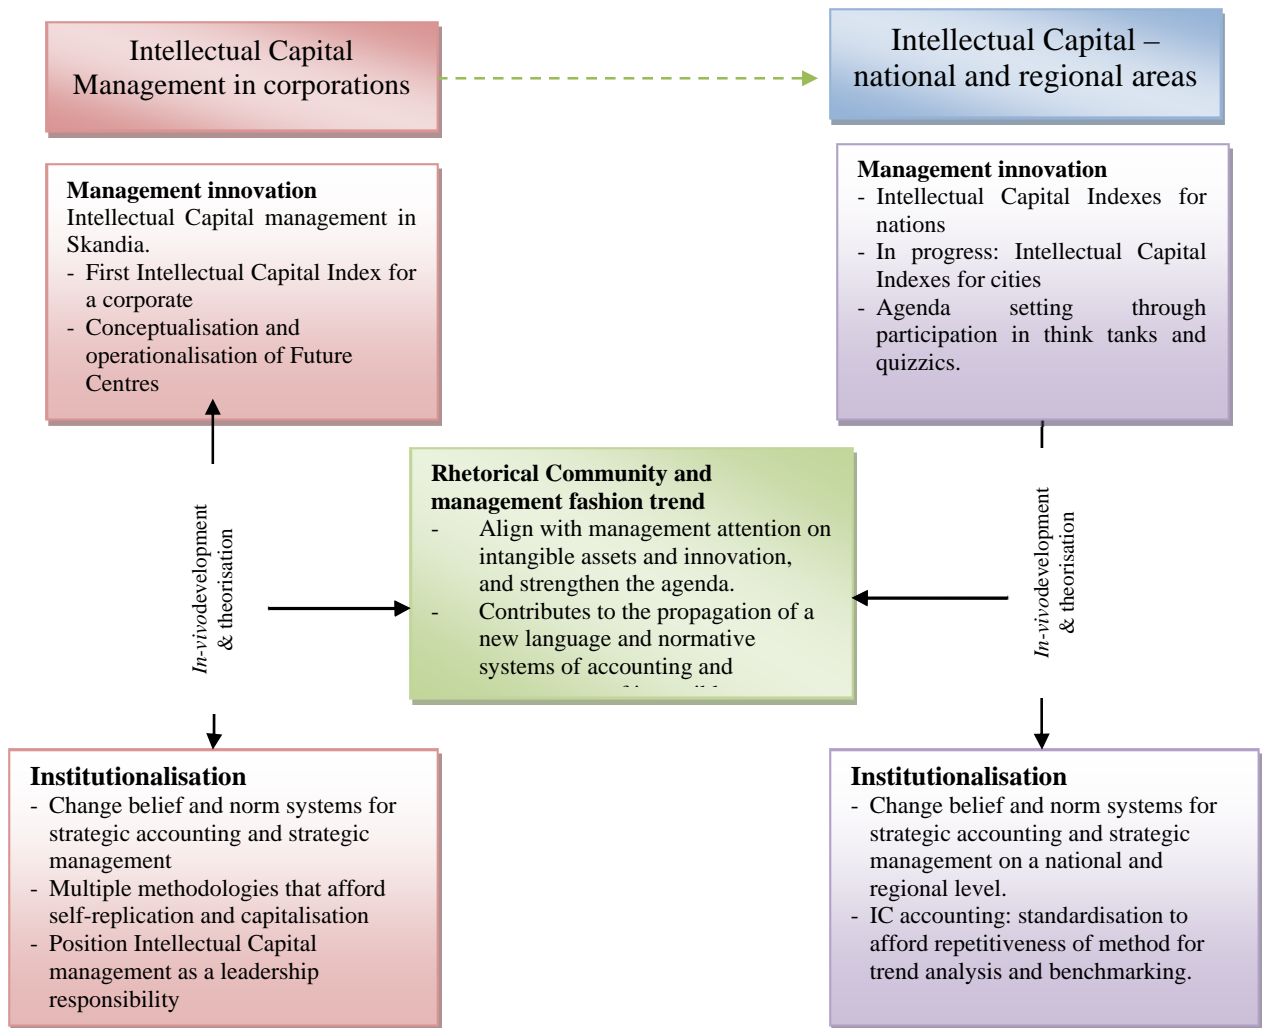 Intellectual Capital
Management in corporations
Intellectual Capital –
national and regional areas
Management innovation
Intellectual Capital management in
Skandia.
- First Intellectual Capital Index for
a corporate
- Conceptualisation and
operationalisation of Future
Centres
Management innovation
- Intellectual Capital Indexes for
nations
- In progress: Intellectual Capital
Indexes for cities
- Agenda setting through
participation in think tanks and
quizzics.
In-vivodevelopment
& theorisation
Rhetorical Community and
management fashion trend
- Align with management attention on
intangible assets and innovation,
and strengthen the agenda.
- Contributes to the propagation of a
new language and normative
systems of accounting and
In-vivodevelopment
& theorisation
Institutionalisation
- Change belief and norm systems for
strategic accounting and strategic
management
- Multiple methodologies that afford
self-replication and capitalisation
- Position Intellectual Capital
management as a leadership
responsibility
Institutionalisation
- Change belief and norm systems for
strategic accounting and strategic
management on a national and
regional level.
- IC accounting: standardisation to
afford repetitiveness of method for
trend analysis and benchmarking.